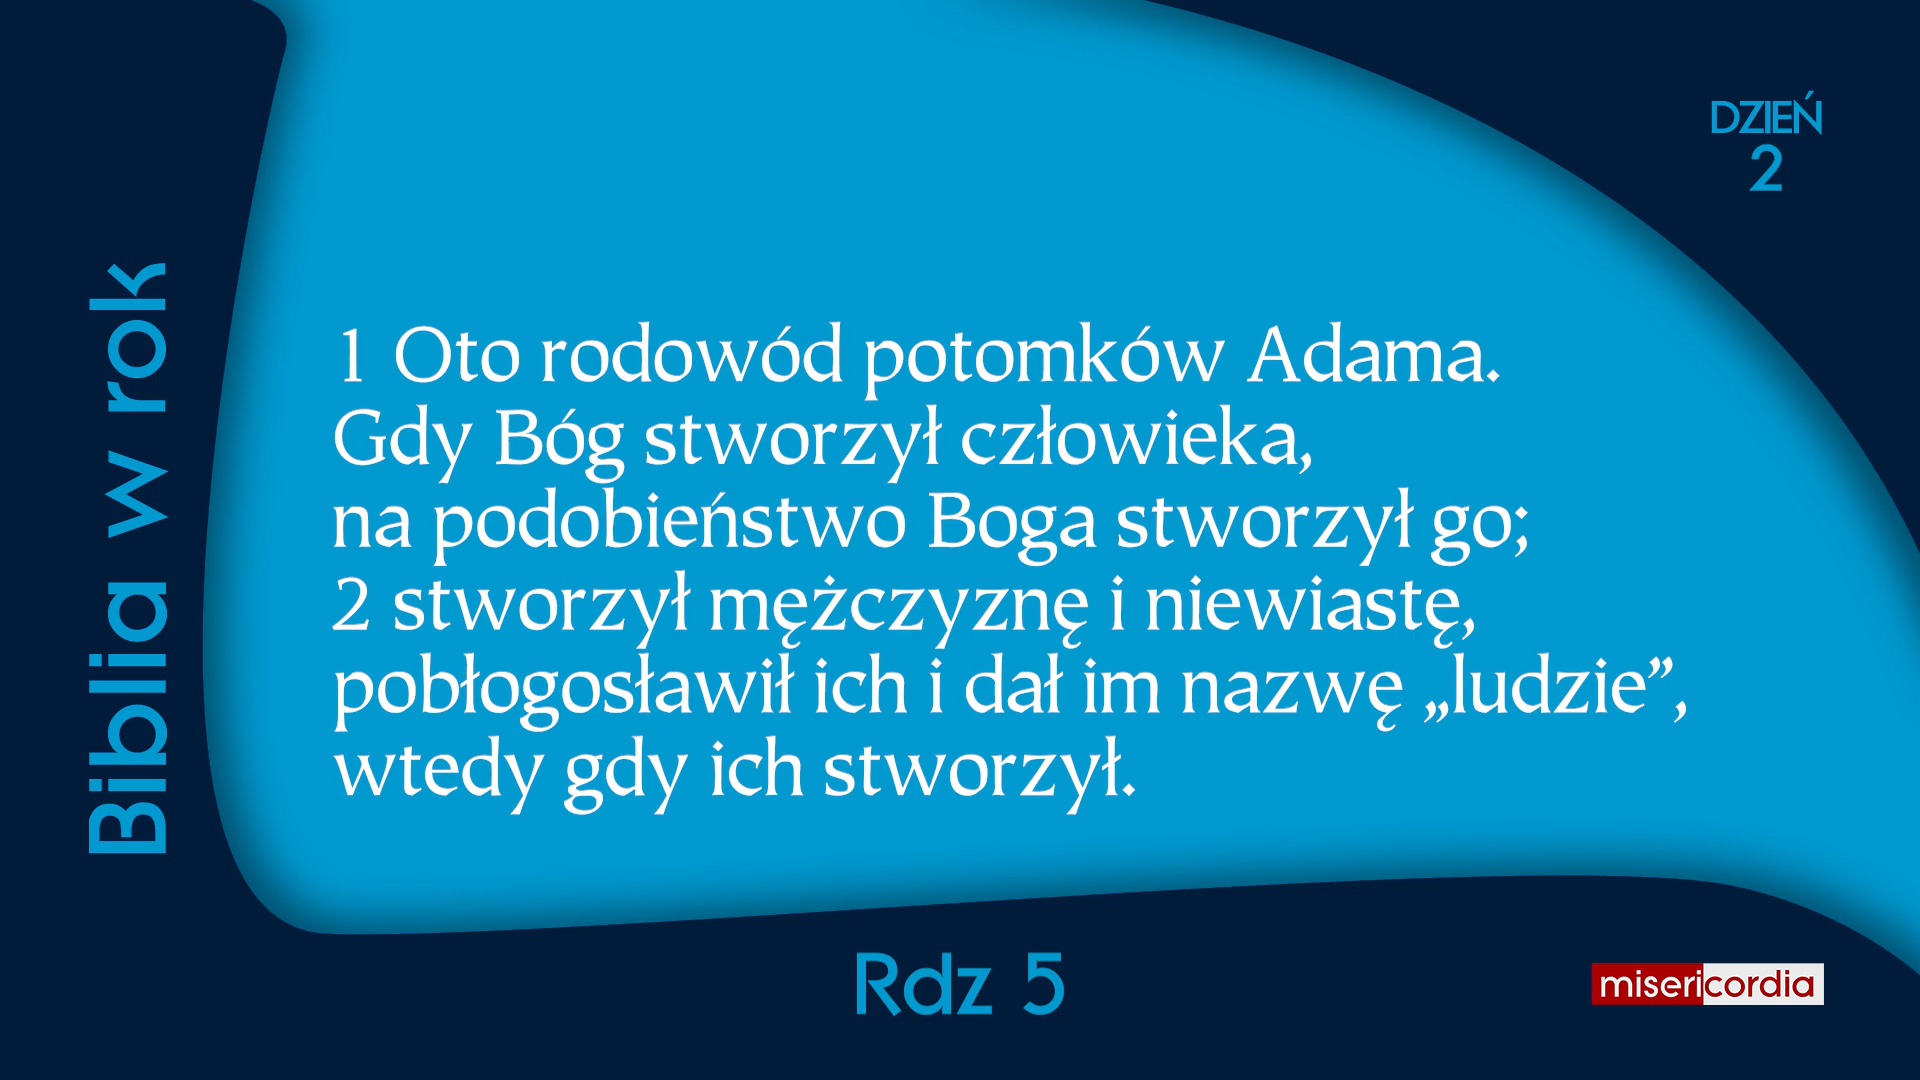 DZIEŃ
2
Biblia w rok
1 Oto rodowód potomków Adama.
Gdy Bóg stworzył człowieka,
na podobieństwo Boga stworzył go;
2 stworzył mężczyznę i niewiastę,
pobłogosławił ich i dał im nazwę „ludzie”,
wtedy gdy ich stworzył.
Rdz 5
misericordia